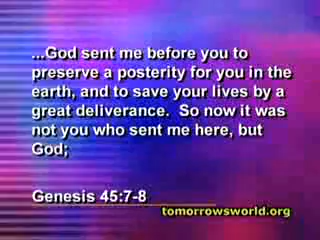 ...God sent me before you to
preserve a posterity for you in the
earth, and to save your lives by a
great deliverance.  So now it was
not you who sent me here, but
God;
Genesis 45:7-8
tomorrowsworld.org